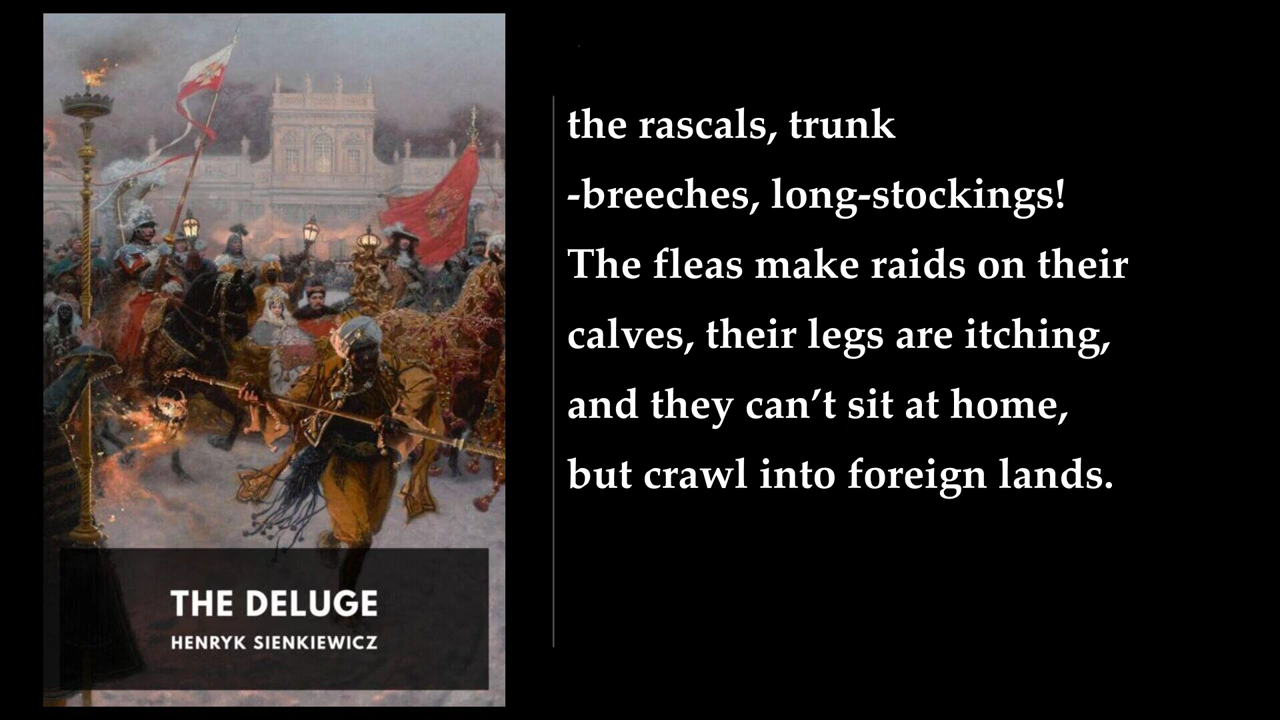 THE DELUGE
HENRYK SIENKIEWICZ
the rascals, trunk
-breeches, long-stockings!
The fleas make raids on their
calves, their legs are itching,
and they can’t sit at home,
but crawl into foreign lands.